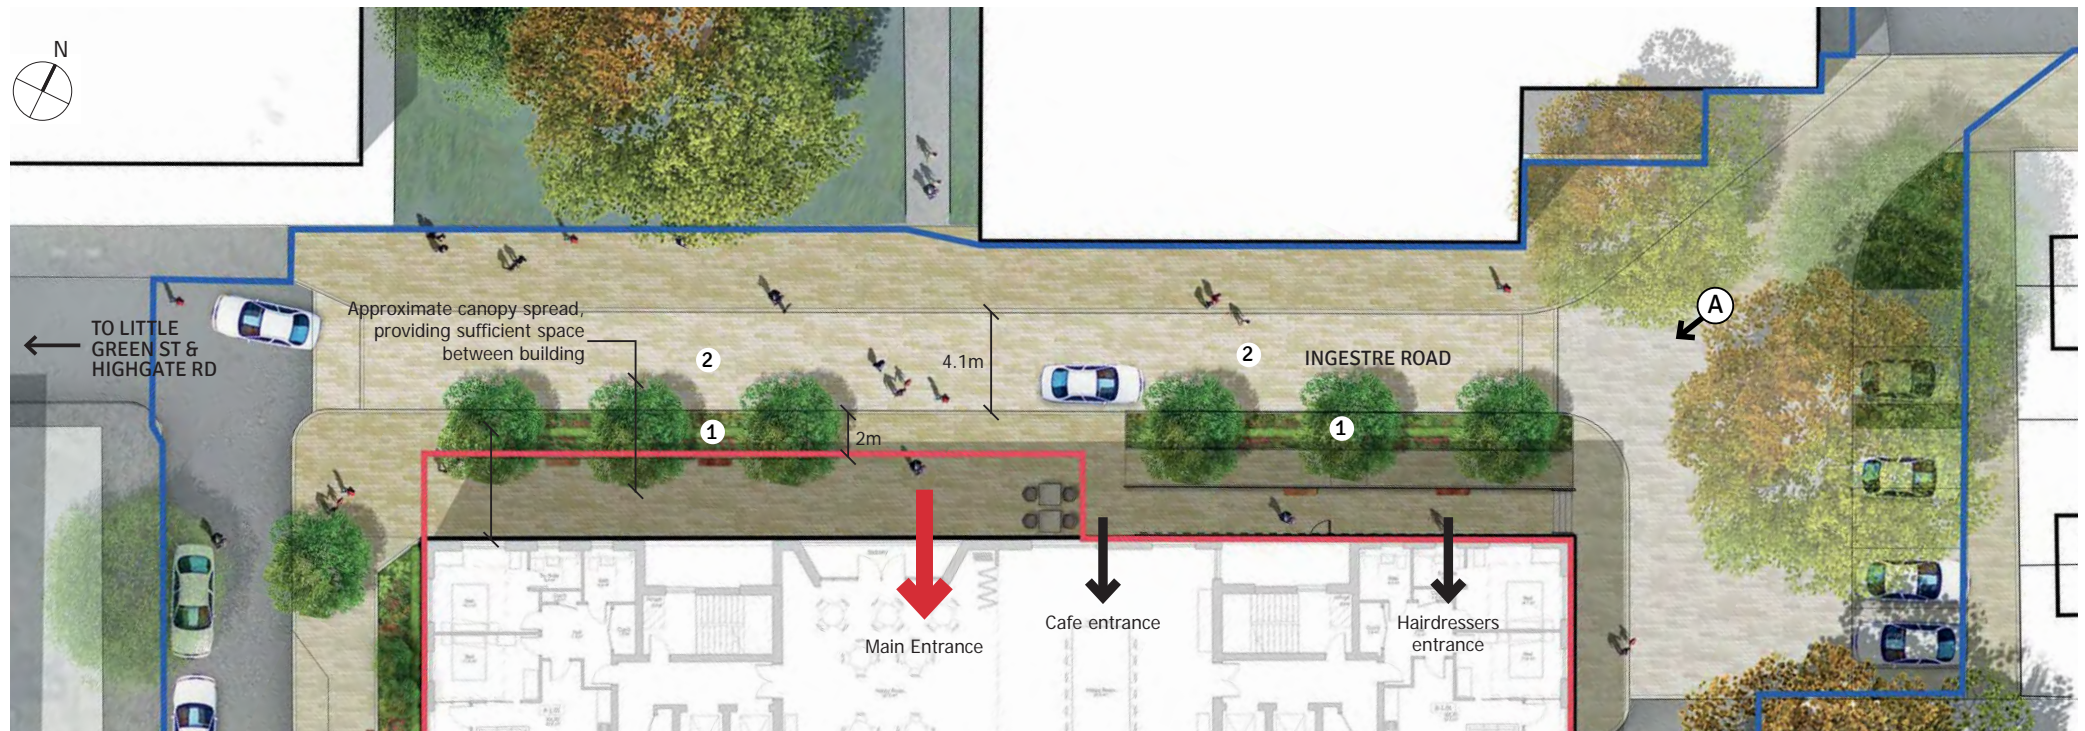 N
TO LITTLE
GREEN ST &
HIGHGATE RD
Approximate canopy spread,
providing sufficient space
between building
2
1
2m
4.1m
2
INGESTRE ROAD
1
A
Main Entrance
Cafe entrance
Hairdressers
entrance